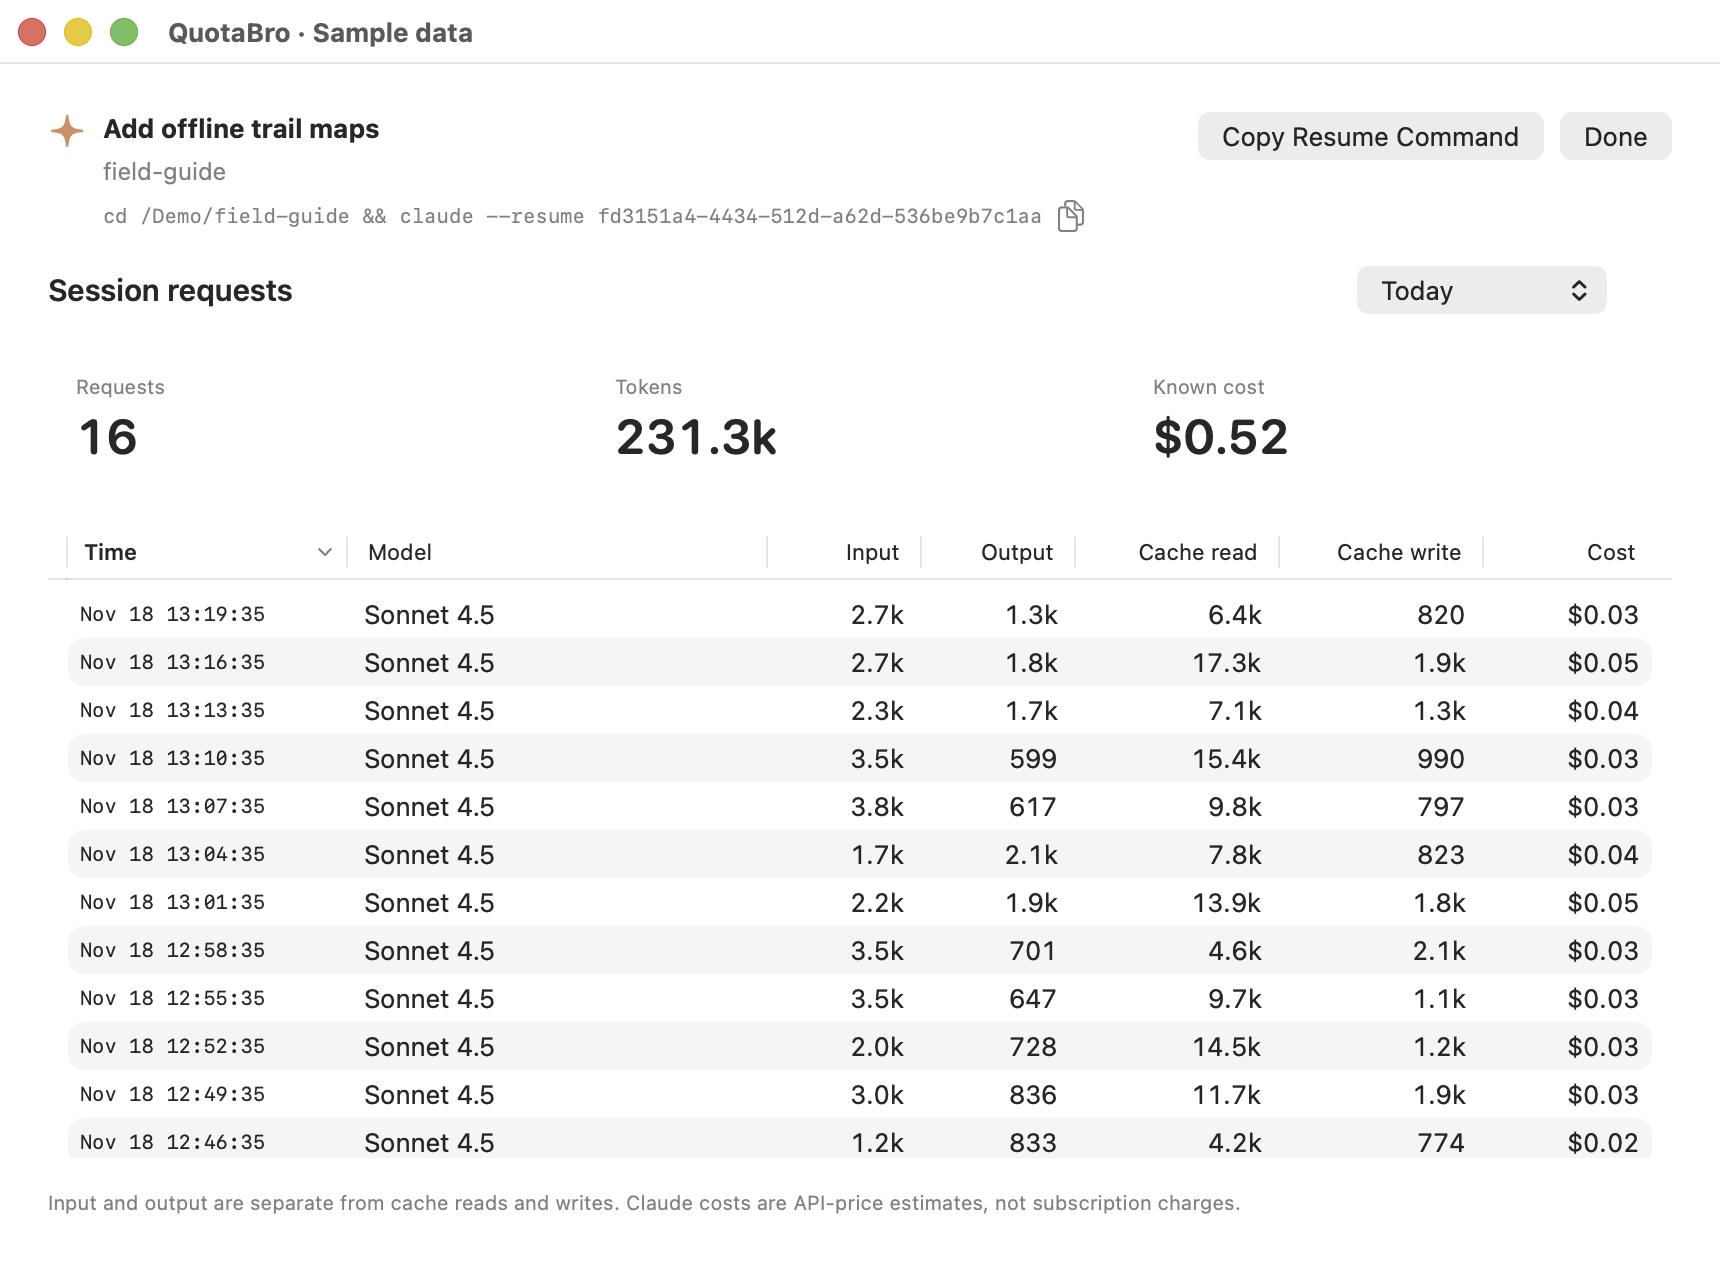 QuotaBro · Sample data
Add offline trail maps
Copy Resume Command
Done
field-guide
cd /Demo/field-guide && claude --resume fd3151a4-4434-512d-a62d-536be9b7c1aa
Session requests
Today
Requests Tokens Known cost
16 231.3k $0.52
Time Model Input Output Cache read Cache write Cost
Nov 18 13:19:35 Sonnet 4.5 2.7k 1.3k 6.4k 820 $0.03
Nov 18 13:16:35 Sonnet 4.5 2.7k 1.8k 17.3k 1.9k $0.05
Nov 18 13:13:35 Sonnet 4.5 2.3k 1.7k 7.1k 1.3k $0.04
Nov 18 13:10:35 Sonnet 4.5 3.5k 599 15.4k 990 $0.03
Nov 18 13:07:35 Sonnet 4.5 3.8k 617 9.8k 797 $0.03
Nov 18 13:04:35 Sonnet 4.5 1.7k 2.1k 7.8k 823 $0.04
Nov 18 13:01:35 Sonnet 4.5 2.2k 1.9k 13.9k 1.8k $0.05
Nov 18 12:58:35 Sonnet 4.5 3.5k 701 4.6k 2.1k $0.03
Nov 18 12:55:35 Sonnet 4.5 3.5k 647 9.7k 1.1k $0.03
Nov 18 12:52:35 Sonnet 4.5 2.0k 728 14.5k 1.2k $0.03
Nov 18 12:49:35 Sonnet 4.5 3.0k 836 11.7k 1.9k $0.03
Nov 18 12:46:35 Sonnet 4.5 1.2k 833 4.2k 774 $0.02
Input and output are separate from cache reads and writes. Claude costs are API-price estimates, not subscription charges.